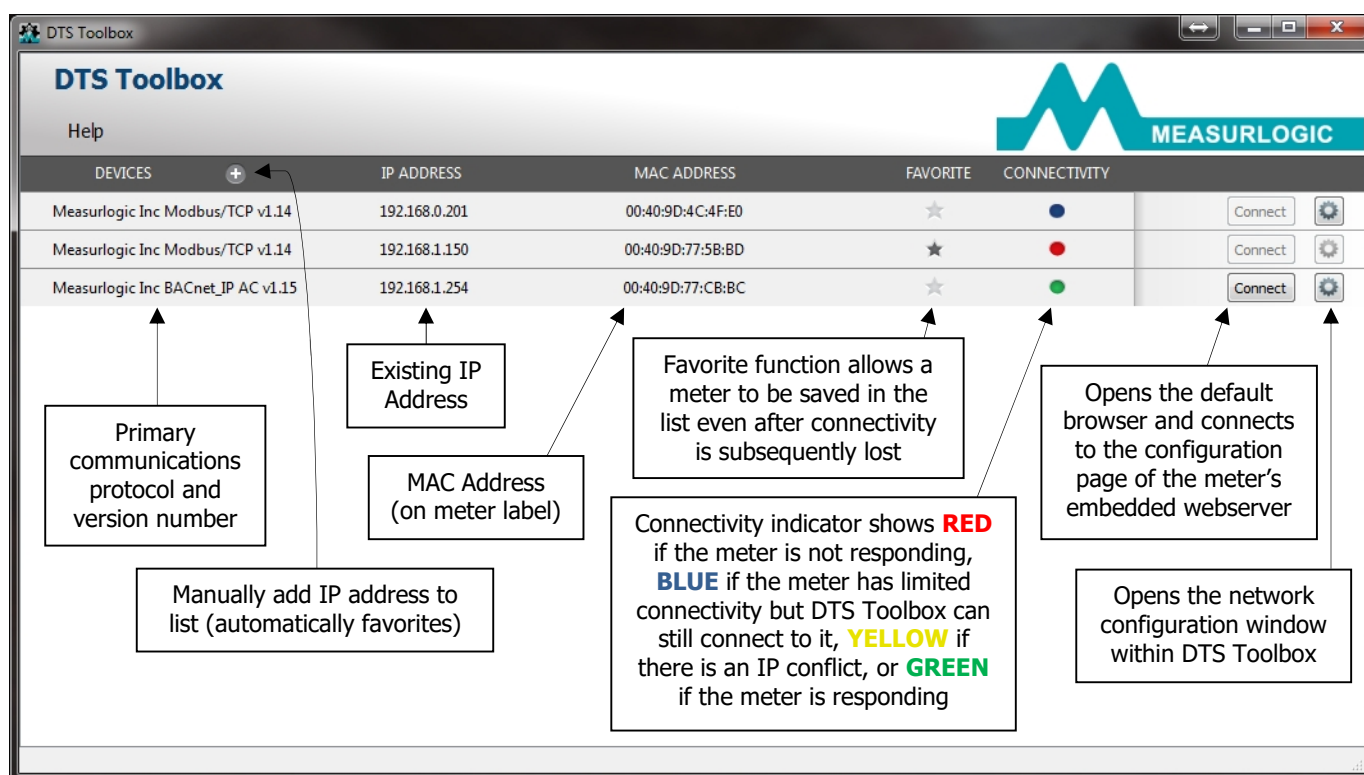 DTS Toolbox
DTS Toolbox
Help
MEASURLOGIC
DEVICES IP ADDRESS MAC ADDRESS FAVORITE CONNECTIVITY
Measurlogic Inc Modbus/TCP v1.14 192.168.0.201 00:40:9D:4C:4F:E0 Connect
Measurlogic Inc Modbus/TCP v1.14 192.168.1.150 00:40:9D:77:5B:BD Connect
Measurlogic Inc BACnet_IP AC v1.15 192.168.1.254 00:40:9D:77:CB:BC Connect
Primary
communications
protocol and
version number
Existing IP
Address
MAC Address
(on meter label)
Favorite function allows a
meter to be saved in the
list even after connectivity
is subsequently lost
Opens the default
browser and connects
to the configuration
page of the meter’s
embedded webserver
Manually add IP address to
list (automatically favorites)
Connectivity indicator shows RED
if the meter is not responding,
BLUE if the meter has limited
connectivity but DTS Toolbox can
still connect to it, YELLOW if
there is an IP conflict, or GREEN
if the meter is responding
Opens the network
configuration window
within DTS Toolbox